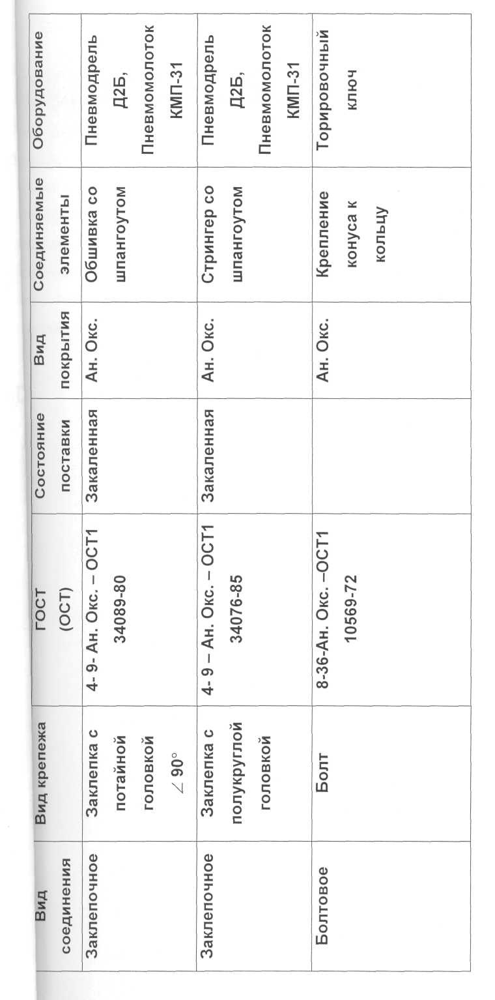 Вид
соединения
Вид крепежа
ГОСТ
(ОСТ)
Состояние
поставки
Вид
покрытия
Соединяемые
элементы
Оборудование
Заклепочное
Заклепка с
потайной
головкой
∠ 90°
4- 9- Ан. Окс. – ОСТ1
34089-80
Закаленная
Ан. Окс.
Обшивка со
шпангоутом
Пневмодрель
Д2Б,
Пневмомолоток
КМП-31
Заклепочное
Заклепка с
полукруглой
головкой
4- 9 – Ан. Окс. – ОСТ1
34076-85
Закаленная
Ан. Окс.
Стрингер со
шпангоутом
Пневмодрель
Д2Б,
Пневмомолоток
КМП-31
Болтовое
Болт
8-36-Ан. Окс. –ОСТ1
10569-72
Ан. Окс.
Крепление
конуса к
кольцу
Торировочный
ключ